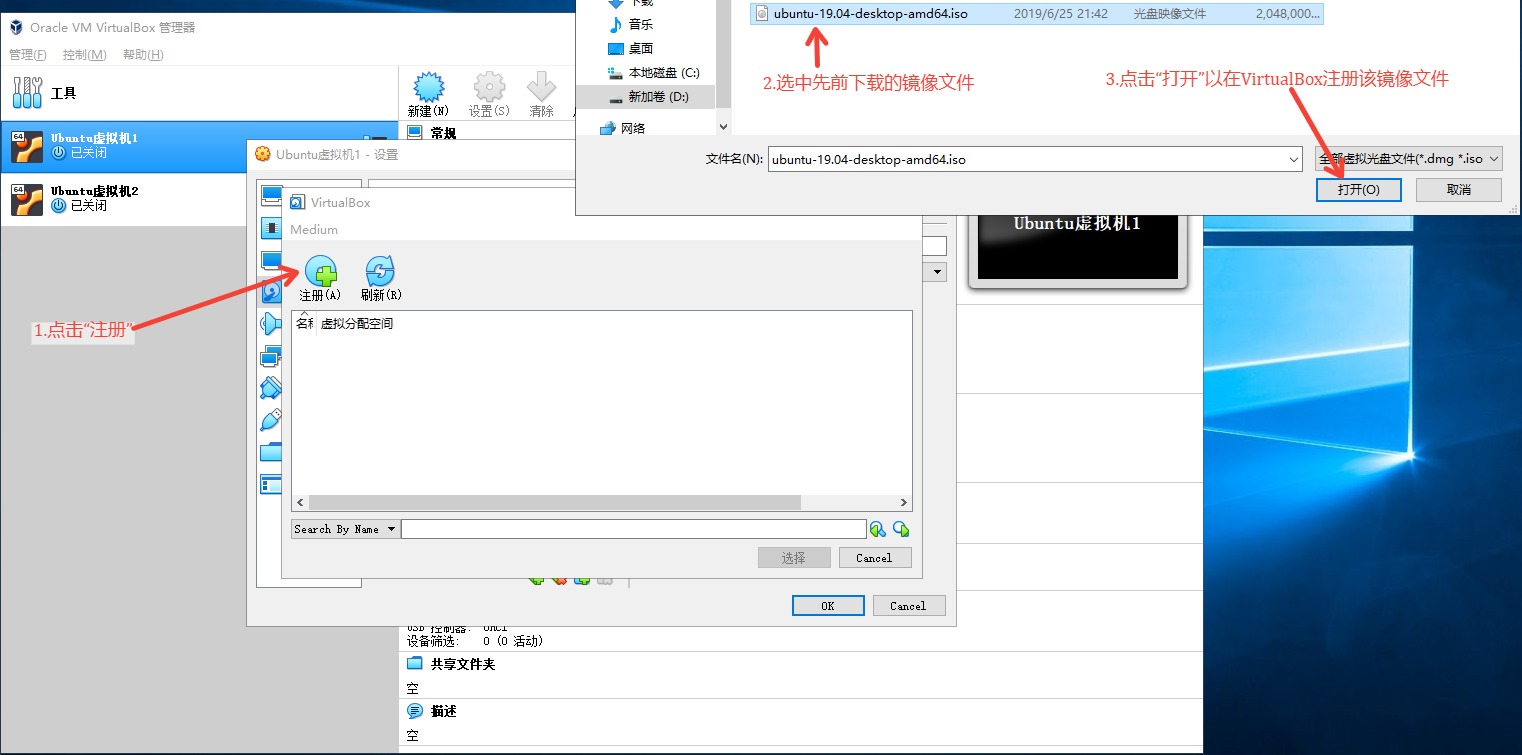 Oracle VM VirtualBox 管理器
管理(F) 控制(M) 帮助(H)
工具
新建(N) 设置(S) 清除
Ubuntu虚拟机1
已关闭
Ubuntu虚拟机2
已关闭
常规
下载
音乐
桌面
本地磁盘 (C:)
新加卷 (D:)
网络
ubuntu-19.04-desktop-amd64.iso 2019/6/25 21:42 光盘映像文件 2,048,000...
2.选中先前下载的镜像文件
3.点击“打开”以在VirtualBox注册该镜像文件
文件名(N): ubuntu-19.04-desktop-amd64.iso 全部虚拟光盘文件(*.dmg *.iso
打开(O) 取消
Ubuntu虚拟机1 - 设置
VirtualBox
Medium
注册(A) 刷新(R)
1.点击“注册”
虚拟分配空间
Search By Name
选择 Cancel
OK Cancel
Ubuntu虚拟机1
USB 控制器: OHCI
设备筛选: 0 (0 活动)
共享文件夹
空
描述
空